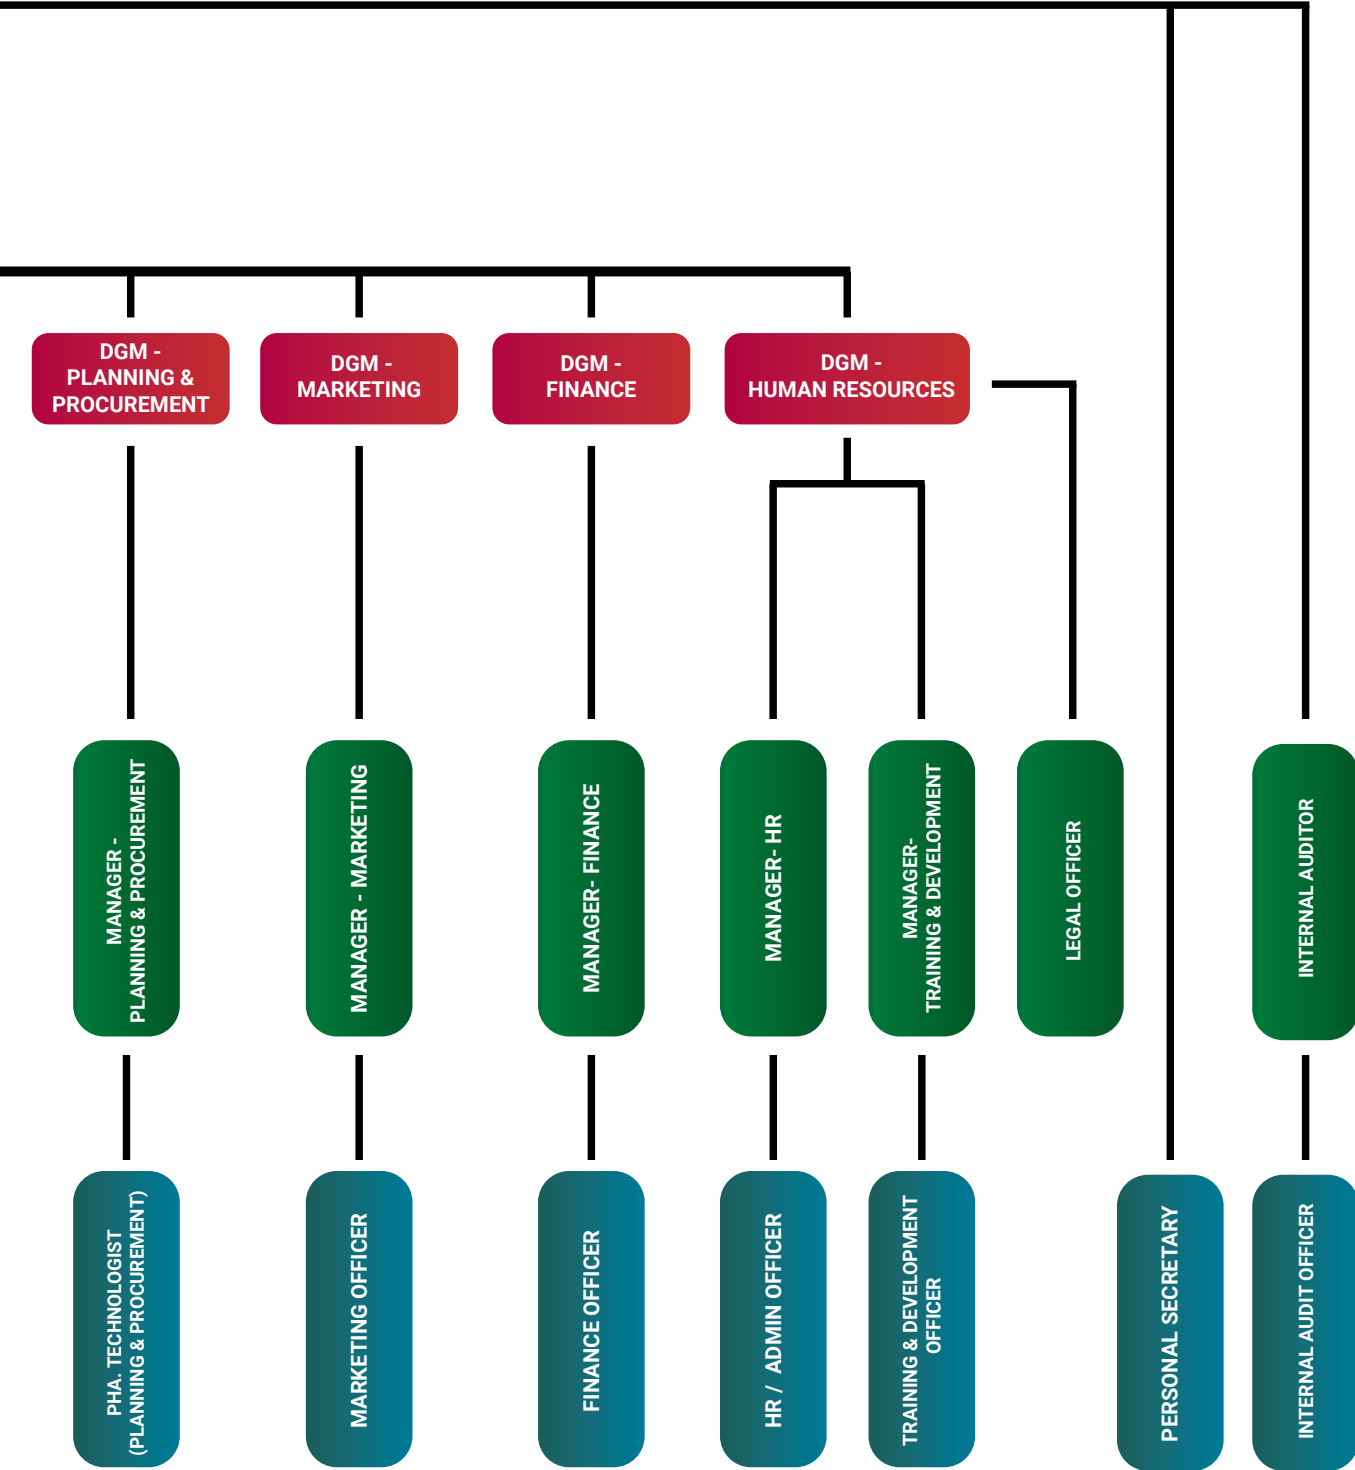 DGM -
PLANNING &
PROCUREMENT
DGM -
MARKETING
DGM -
FINANCE
DGM -
HUMAN RESOURCES
MANAGER -
PLANNING & PROCUREMENT
MANAGER - MARKETING
MANAGER- FINANCE
MANAGER- HR
MANAGER-
TRAINING & DEVELOPMENT
LEGAL OFFICER
INTERNAL AUDITOR
PHA. TECHNOLOGIST
(PLANNING & PROCUREMENT)
MARKETING OFFICER
FINANCE OFFICER
HR / ADMIN OFFICER
TRAINING & DEVELOPMENT
OFFICER
PERSONAL SECRETARY
INTERNAL AUDIT OFFICER